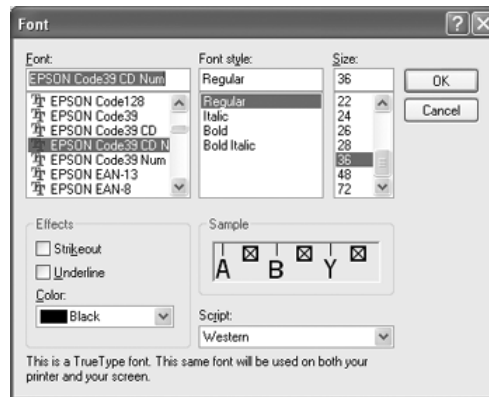 Font
Font: Font style: Size:
EPSON Code39 CD Num Regular 36 OK
EPSON Code128 Regular 22 Cancel
EPSON Code39 Italic 24
EPSON Code39 CD Bold 26
EPSON Code39 CD N Bold Italic 28
EPSON Code39 Num 36
EPSON EAN-13 48
EPSON EAN-8 72
Effects Sample
Strikeout
Underline
A B Y
Color:
Black
Script:
Western
This is a TrueType font. This same font will be used on both your
printer and your screen.